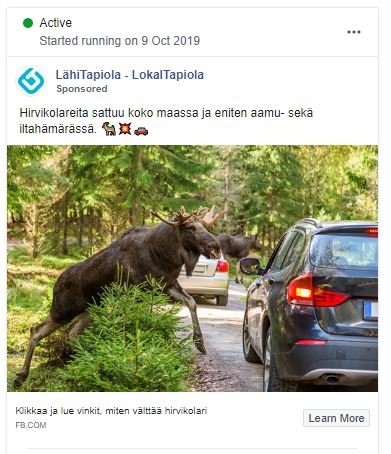 Active
Started running on 9 Oct 2019
LähiTapiola - LokalTapiola
Sponsored
Hirvikolareita sattuu koko maassa ja eniten aamu- sekä
iltahämärässä. 🐐💥🚗
Klikkaa ja lue vinkit, miten välttää hirvikolari
FB.COM
Learn More